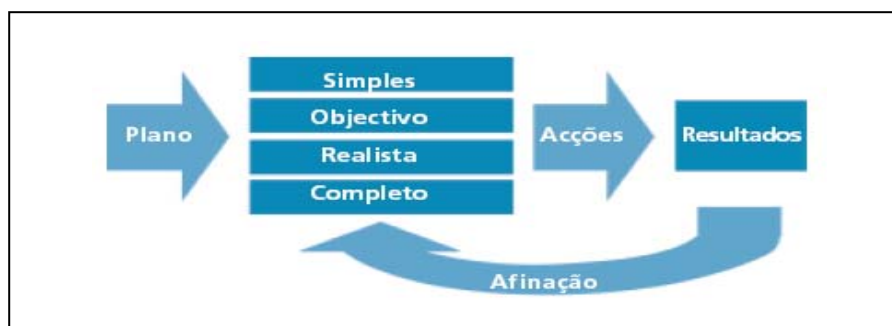 Plano
Simples
Objectivo
Realista
Completo
Acções
Resultados
Afinação